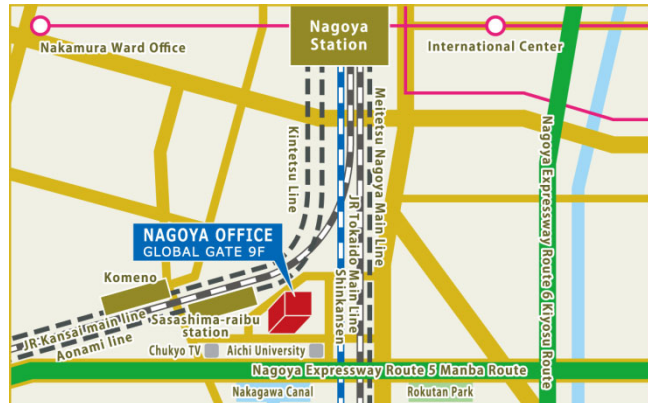 Nagoya
Station
Nakamura Ward Office
International Center
Kintetsu Line
Meitetsu Nagoya Main Line
JR Tokaido Main Line
Shinkansen
Nagoya Expressway Route 6 Kiyosu Route
NAGOYA OFFICE
GLOBAL GATE 9F
Komeno
Sasashima-raibu
station
JR Kansai main line
Aonami line
Chukyo TV
Aichi University
Nagoya Expressway Route 5 Manba Route
Nakagawa Canal
Rokutan Park